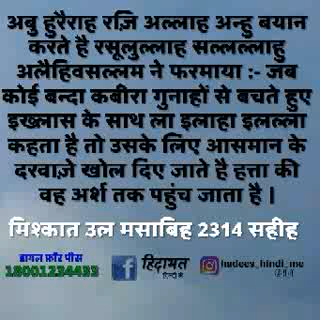 अबु हुरैराह रज़ि अल्लाह अन्हु बयान
करते है रसूलुल्लाह सल्लल्लाहु
अलैहिवसल्लम ने फरमाया :- जब
कोई बन्दा कबीरा गुनाहों से बचते हुए
इख्लास के साथ ला इलाहा इलल्ला
कहता है तो उसके लिए आसमान के
दरवाज़े खोल दिए जाते है हत्ता की
वह अर्श तक पहुंच जाता है |
मिश्कात उल मसाबिह 2314 सहीह
डायल फ़ॉर पीस
18001234433
हिदायत
hadees_hindi_me